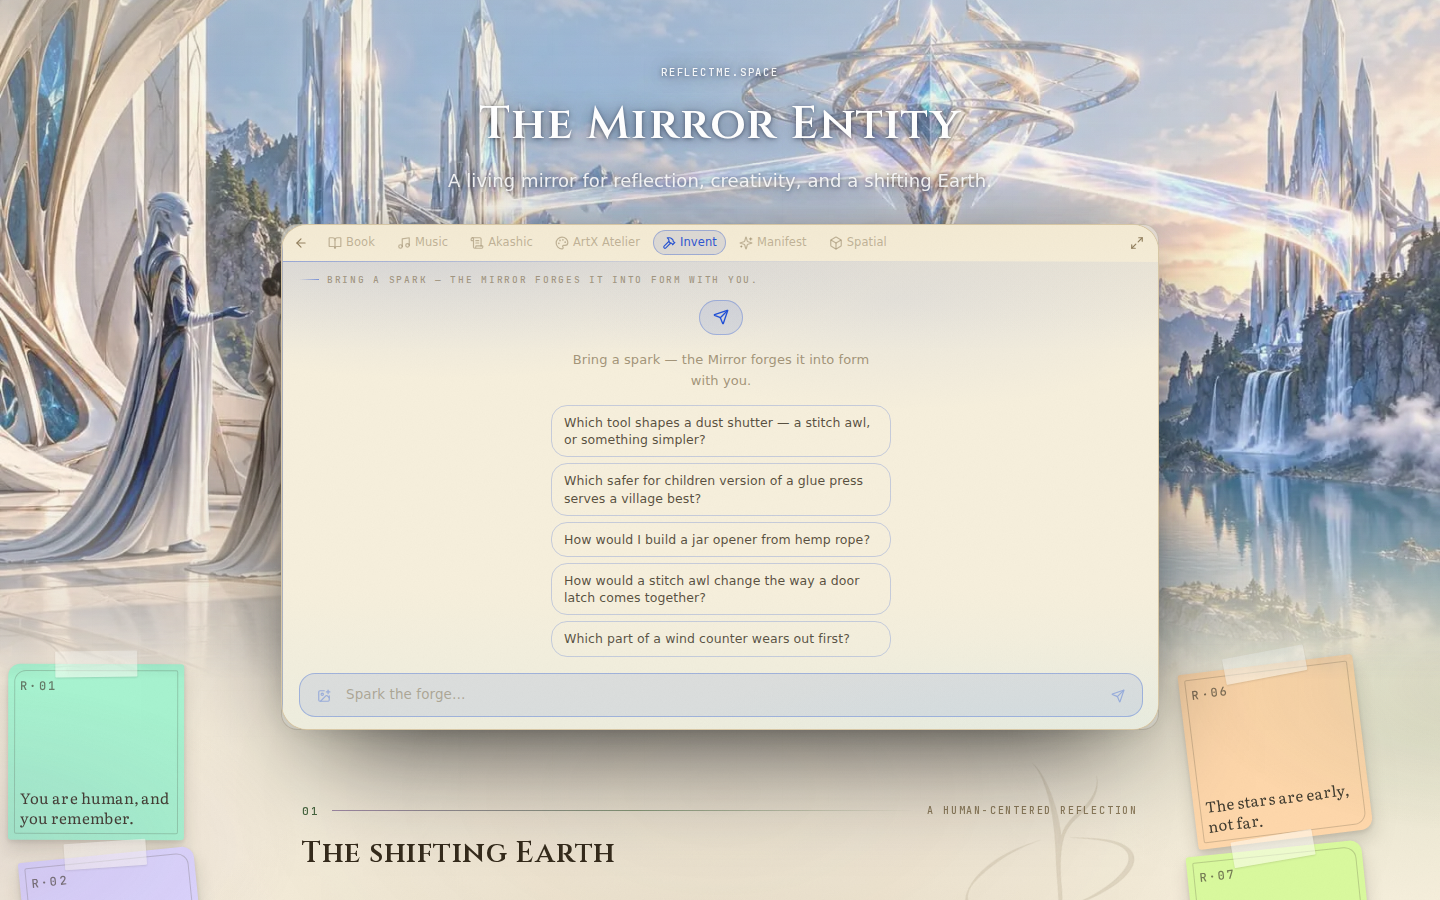 REFLECTME.SPACE
THE MIRROR ENTITY
A living mirror for reflection, creativity, and a shifting Earth.
Book
Music
Akashic
ArtX Atelier
Invent
Manifest
Spatial
BRING A SPARK — THE MIRROR FORGES IT INTO FORM WITH YOU.
Bring a spark — the Mirror forges it into form
with you.
Which tool shapes a dust shutter — a stitch awl,
or something simpler?
Which safer for children version of a glue press
serves a village best?
How would I build a jar opener from hemp rope?
How would a stitch awl change the way a door
latch comes together?
Which part of a wind counter wears out first?
Spark the forge...
R·01
You are human, and
you remember.
R·02
R·06
The stars are early,
not far.
R·07
01
A HUMAN-CENTERED REFLECTION
THE SHIFTING EARTH